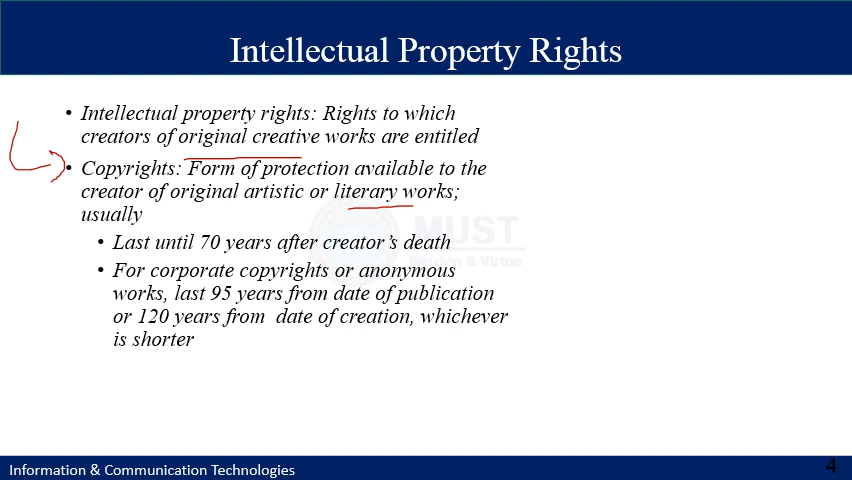 Intellectual Property Rights
• Intellectual property rights: Rights to which
creators of original creative works are entitled
• Copyrights: Form of protection available to the
creator of original artistic or literary works;
usually
• Last until 70 years after creator's death
• For corporate copyrights or anonymous
works, last 95 years from date of publication
or 120 years from date of creation, whichever
is shorter
MUST
Wisdom & Virtue
Information & Communication Technologies
4